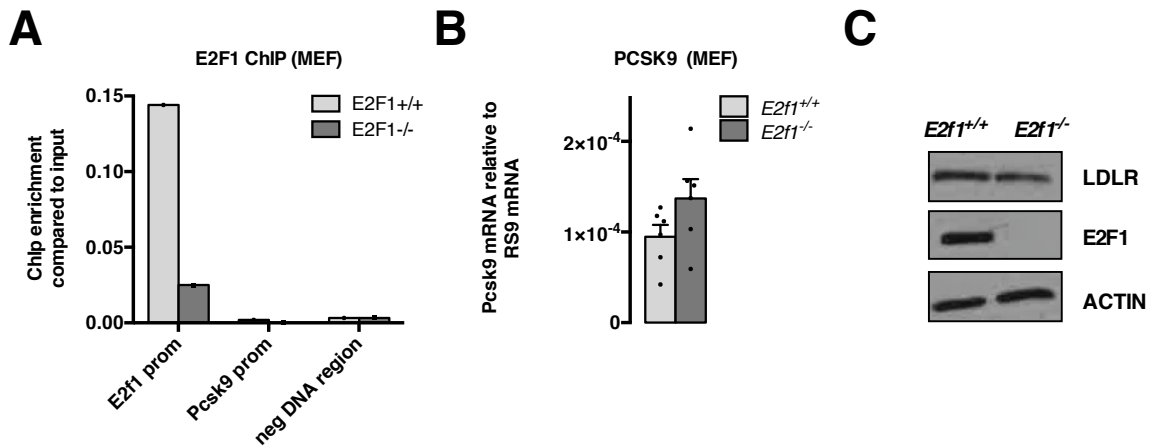 A
E2F1 ChIP (MEF)
ChIp enrichment
compared to input
0.15
0.10
0.05
0.00
E2F1+/+
E2F1-/-
E2f1 prom
Pcsk9 prom
neg DNA region
B
PCSK9 (MEF)
Pcsk9 mRNA relative to
RS9 mRNA
2×10⁻⁴
1×10⁻⁴
0
E2f1+/+
E2f1-/-
C
E2f1+/+ E2f1-/-
LDLR
E2F1
ACTIN